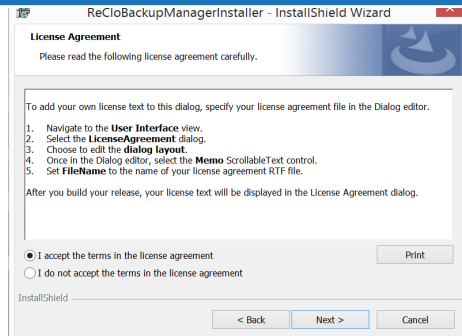 ReCloBackupManagerInstaller - InstallShield Wizard
License Agreement
Please read the following license agreement carefully.
To add your own license text to this dialog, specify your license agreement file in the Dialog editor.
1. Navigate to the User Interface view.
2. Select the LicenseAgreement dialog.
3. Choose to edit the dialog layout.
4. Once in the Dialog editor, select the Memo ScrollableText control.
5. Set FileName to the name of your license agreement RTF file.
After you build your release, your license text will be displayed in the License Agreement dialog.
I accept the terms in the license agreement
Print
I do not accept the terms in the license agreement
InstallShield
< Back Next > Cancel